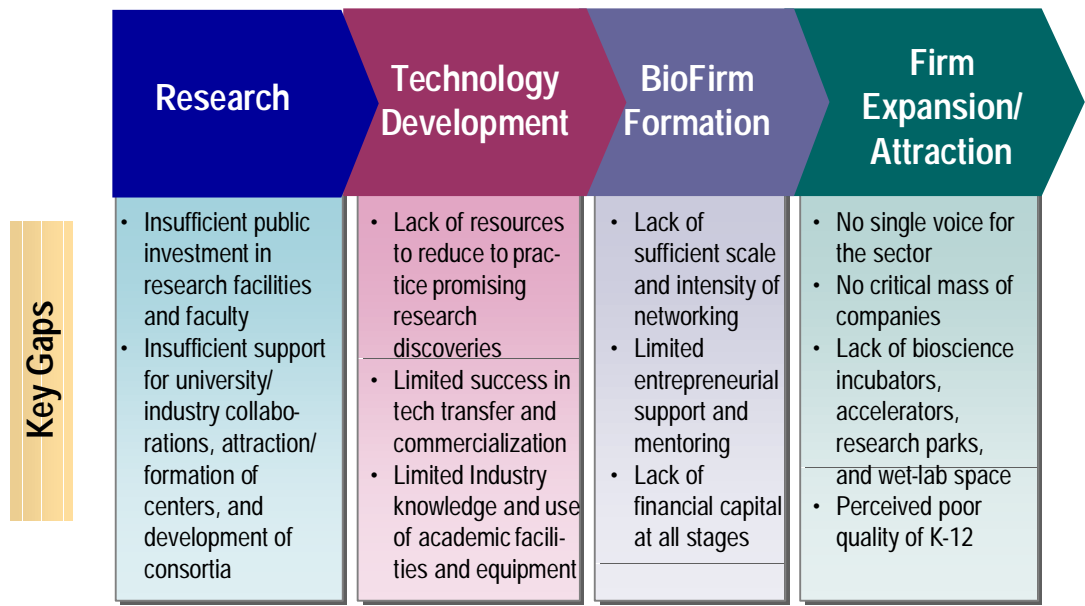 Research
Technology
Development
BioFirm
Formation
Firm
Expansion/
Attraction
Key Gaps
• Insufficient public
investment in
research facilities
and faculty
• Insufficient support
for university/
industry collabo-
rations, attraction/
formation of
centers, and
development of
consortia
• Lack of resources
to reduce to prac-
tice promising
research
discoveries
• Limited success in
tech transfer and
commercialization
• Limited Industry
knowledge and use
of academic facili-
ties and equipment
• Lack of
sufficient scale
and intensity of
networking
• Limited
entrepreneurial
support and
mentoring
• Lack of
financial capital
at all stages
• No single voice for
the sector
• No critical mass of
companies
• Lack of bioscience
incubators,
accelerators,
research parks,
and wet-lab space
• Perceived poor
quality of K-12